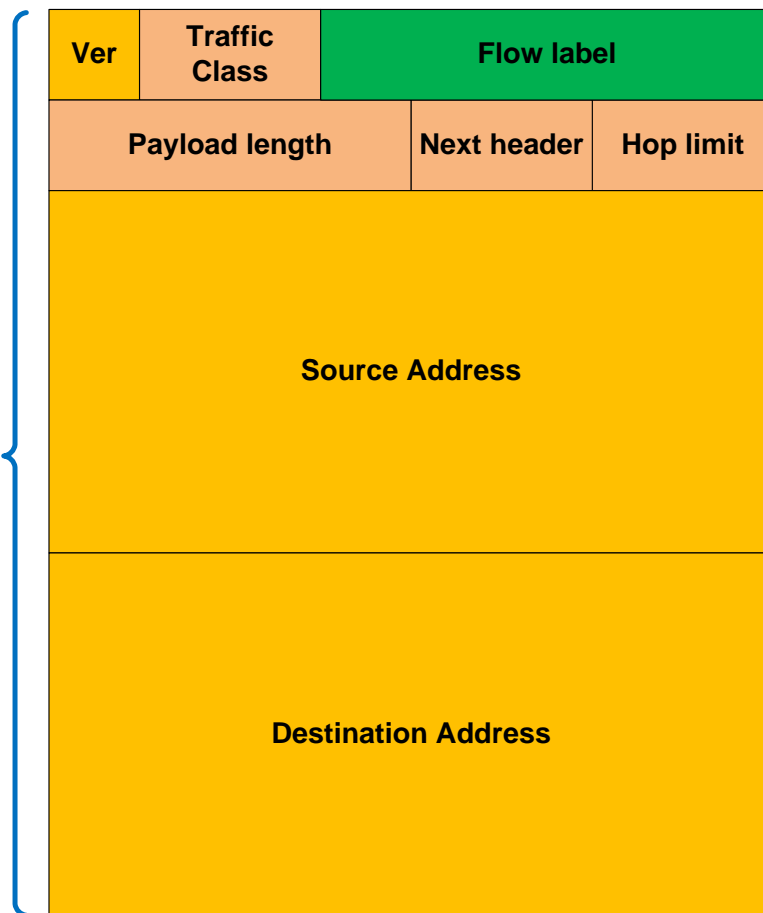 Ver
Traffic
Class
Flow label
Payload length
Next header
Hop limit
Source Address
Destination Address